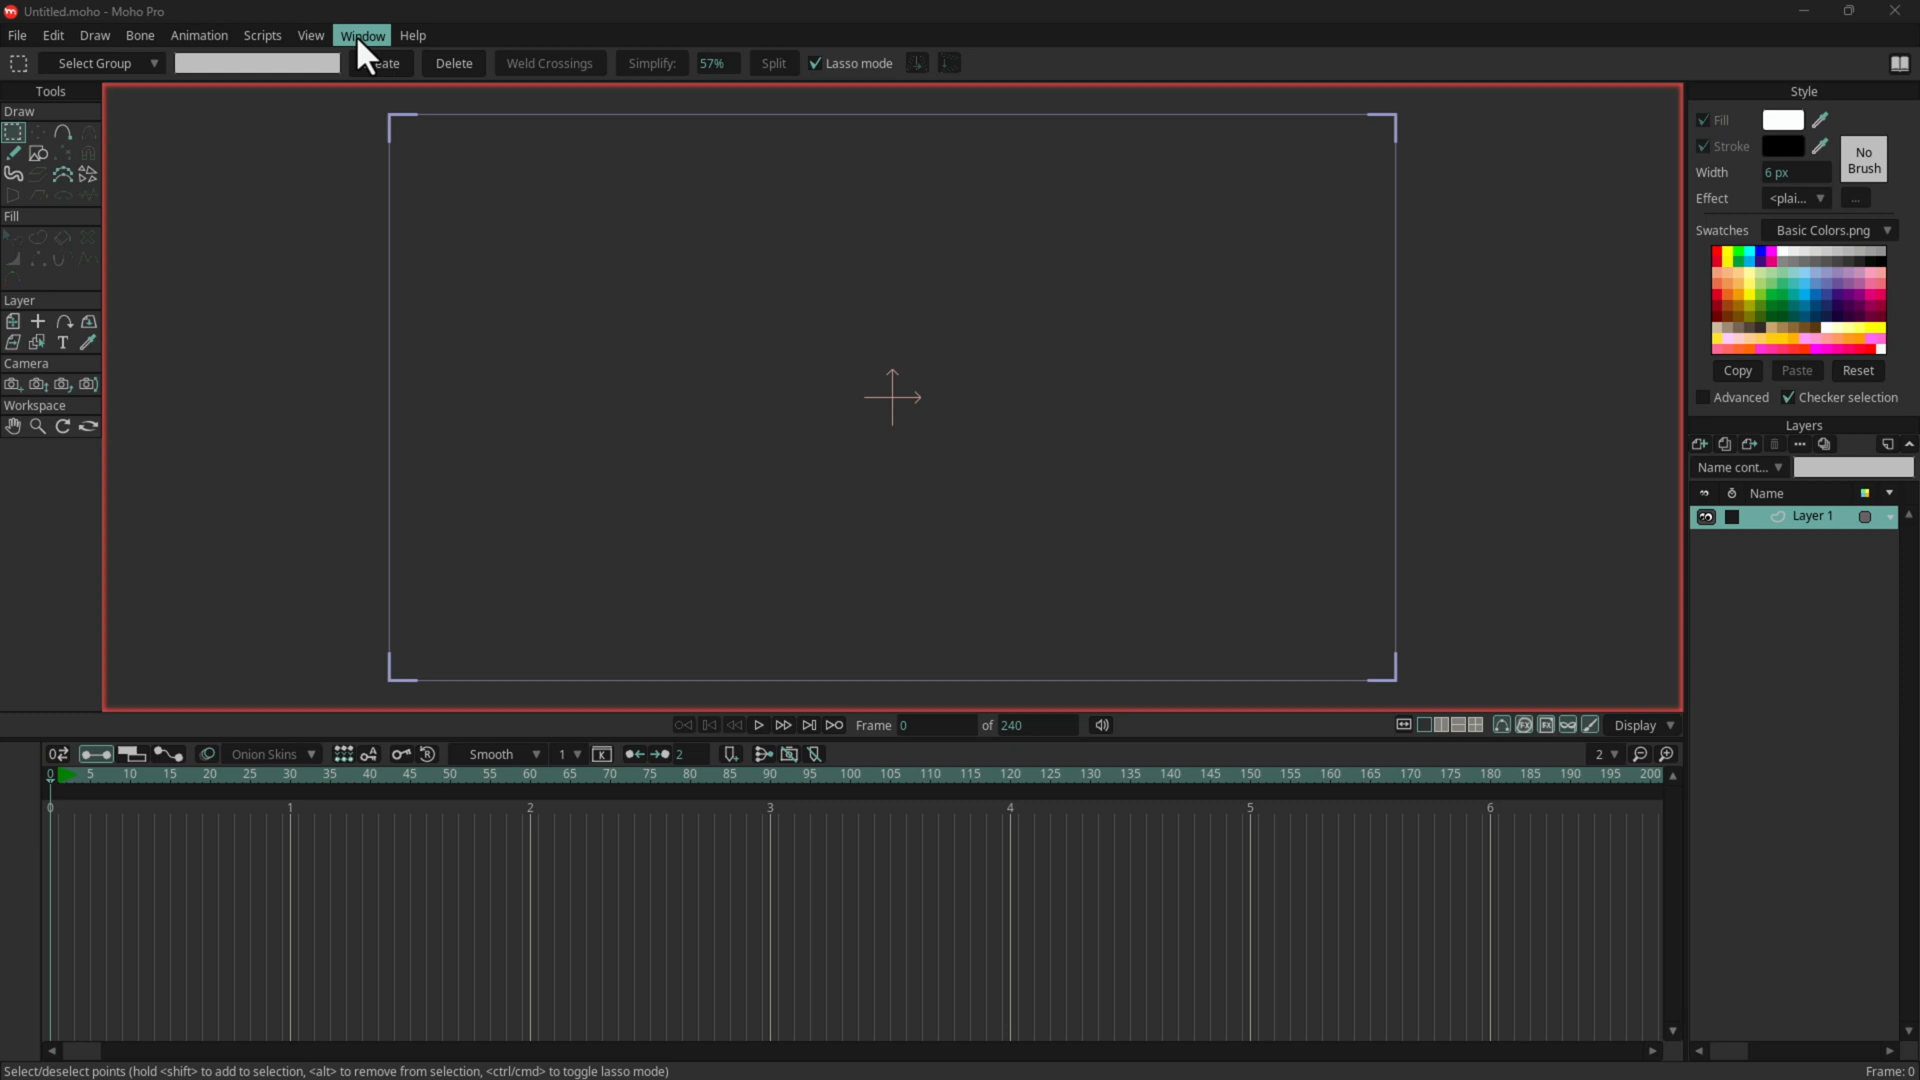 Untitled.moho - Moho Pro
File Edit Draw Bone Animation Scripts View Window Help
Select Group Delete Weld Crossings Simplify: 57% Split Lasso mode
Tools
Draw
Fill
Layer
T
Camera
Workspace
Style
Fill
Stroke
No
Brush
Width 6 px
Effect <plai... ...
Swatches Basic Colors.png
Copy Paste Reset
Advanced Checker selection
Layers
Name cont...
Name
Layer 1
Frame 0 of 240 Display
Onion Skins Smooth 1 K 2 2
0 5 10 15 20 25 30 35 40 45 50 55 60 65 70 75 80 85 90 95 100 105 110 115 120 125 130 135 140 145 150 155 160 165 170 175 180 185 190 195 200
0 1 2 3 4 5 6
Select/deselect points (hold <shift> to add to selection, <alt> to remove from selection, <ctrl/cmd> to toggle lasso mode) Frame: 0